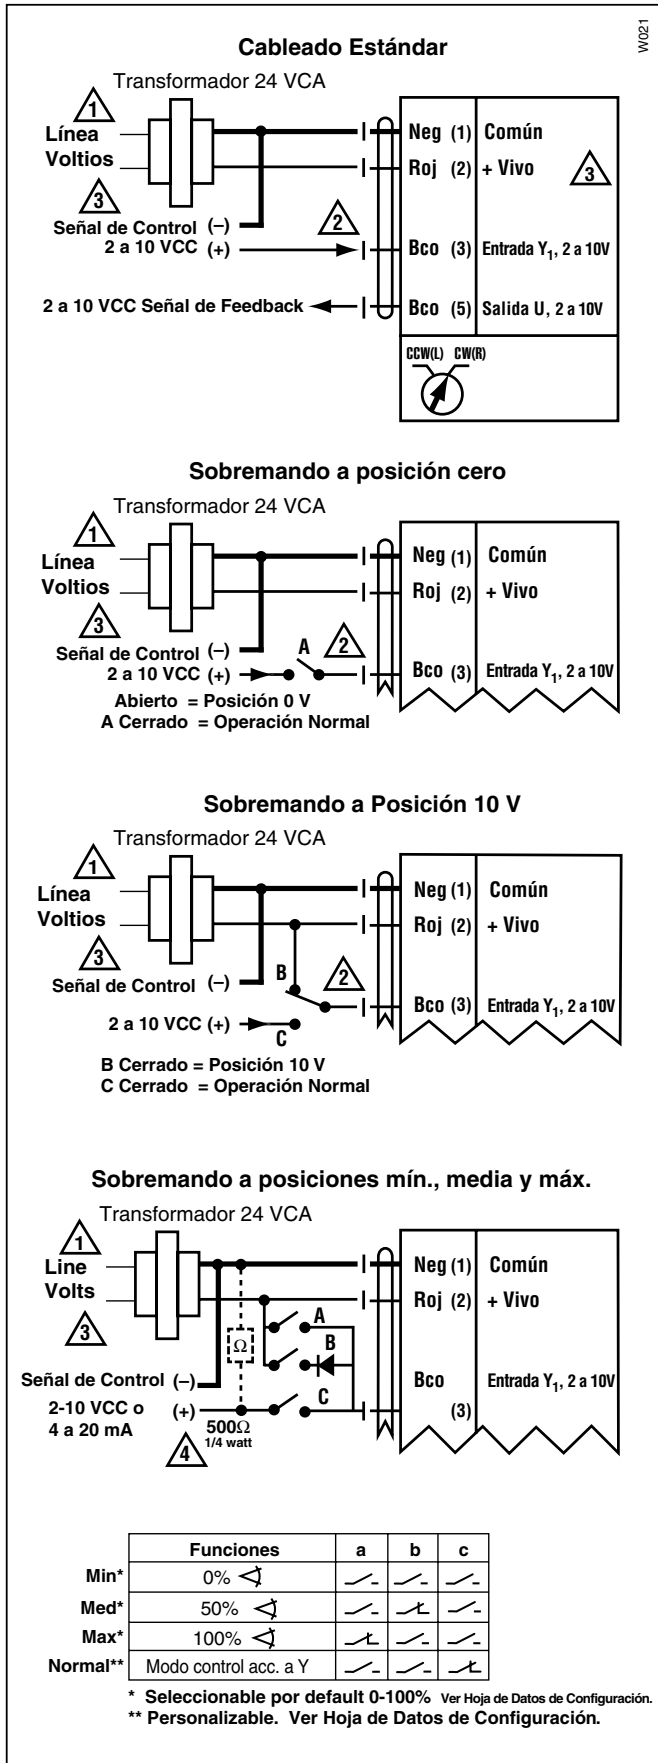 W021
Cableado Estándar
Transformador 24 VCA
1
Línea
Voltios
3
Señal de Control (–)
2 a 10 VCC (+)
2
Neg (1) Común
Roj (2) + Vivo
3
Bco (3) Entrada Y1, 2 a 10V
2 a 10 VCC Señal de Feedback
Bco (5) Salida U, 2 a 10V
CCW(L) CW(R)
Sobremando a posición cero
Transformador 24 VCA
1
Línea
Voltios
3
Señal de Control (–)
2 a 10 VCC (+)
A
2
Neg (1) Común
Roj (2) + Vivo
Bco (3) Entrada Y1, 2 a 10V
Abierto = Posición 0 V
A Cerrado = Operación Normal
Sobremando a Posición 10 V
Transformador 24 VCA
1
Línea
Voltios
3
Señal de Control (–)
2 a 10 VCC (+)
B
C
2
Neg (1) Común
Roj (2) + Vivo
Bco (3) Entrada Y1, 2 a 10V
B Cerrado = Posición 10 V
C Cerrado = Operación Normal
Sobremando a posiciones mín., media y máx.
Transformador 24 VCA
1
Line
Volts
3
Señal de Control (–)
2-10 VCC o (+)
4 a 20 mA
4
Ω
500Ω
1/4 watt
A
B
C
Neg (1) Común
Roj (2) + Vivo
Bco Entrada Y1, 2 a 10V
(3)
Funciones a b c
Min* 0%
Med* 50%
Max* 100%
Normal** Modo control acc. a Y
* Seleccionable por default 0-100% Ver Hoja de Datos de Configuración.
** Personalizable. Ver Hoja de Datos de Configuración.